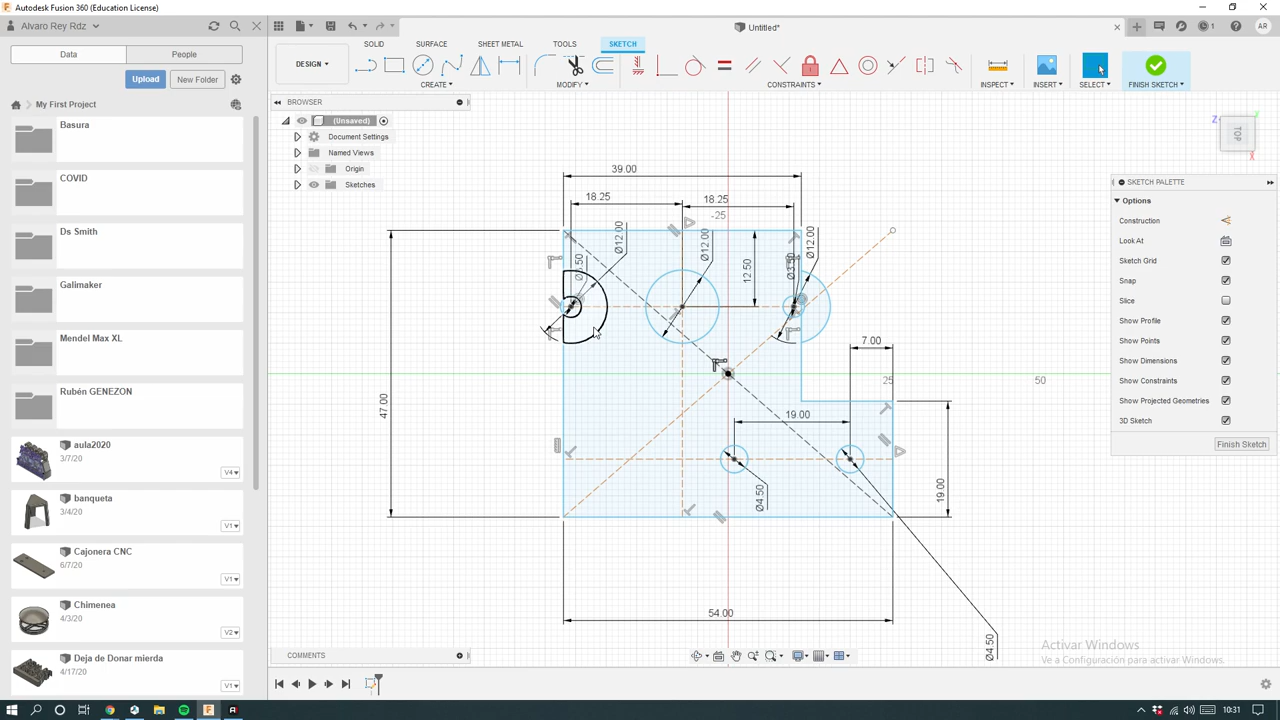 Autodesk Fusion 360 (Education License)
Alvaro Rey Rdz
Untitled*
1
AR
Data
People
Upload
New Folder
My First Project
Basura
COVID
Ds Smith
Galimaker
Mendel Max XL
Rubén GENEZON
aula2020
3/7/20
V4
banqueta
3/4/20
V1
Cajonera CNC
6/7/20
V1
Chimenea
4/3/20
V2
Deja de Donar mierda
4/17/20
V1
DESIGN
SOLID
SURFACE
SHEET METAL
TOOLS
SKETCH
CREATE
MODIFY
CONSTRAINTS
INSPECT
INSERT
SELECT
FINISH SKETCH
BROWSER
(Unsaved)
Document Settings
Named Views
Origin
Sketches
39.00
18.25
18.25
-25
Ø12.00
Ø12.00
Ø12.00
12.50
7.00
25
50
47.00
19.00
19.00
Ø4.50
54.00
Ø4.50
TOP
Z
X
SKETCH PALETTE
Options
Construction
Look At
Sketch Grid
Snap
Slice
Show Profile
Show Points
Show Dimensions
Show Constraints
Show Projected Geometries
3D Sketch
Finish Sketch
Activar Windows
Ve a Configuración para activar Windows.
COMMENTS
10:31